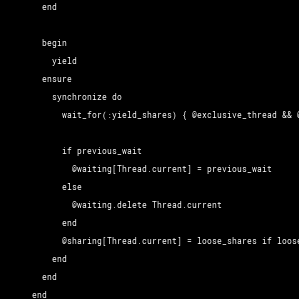 end
begin
yield
ensure
synchronize do
wait_for(:yield_shares) { @exclusive_thread &&
if previous_wait
@waiting[Thread.current] = previous_wait
else
@waiting.delete Thread.current
end
@sharing[Thread.current] = loose_shares if loose
end
end
end